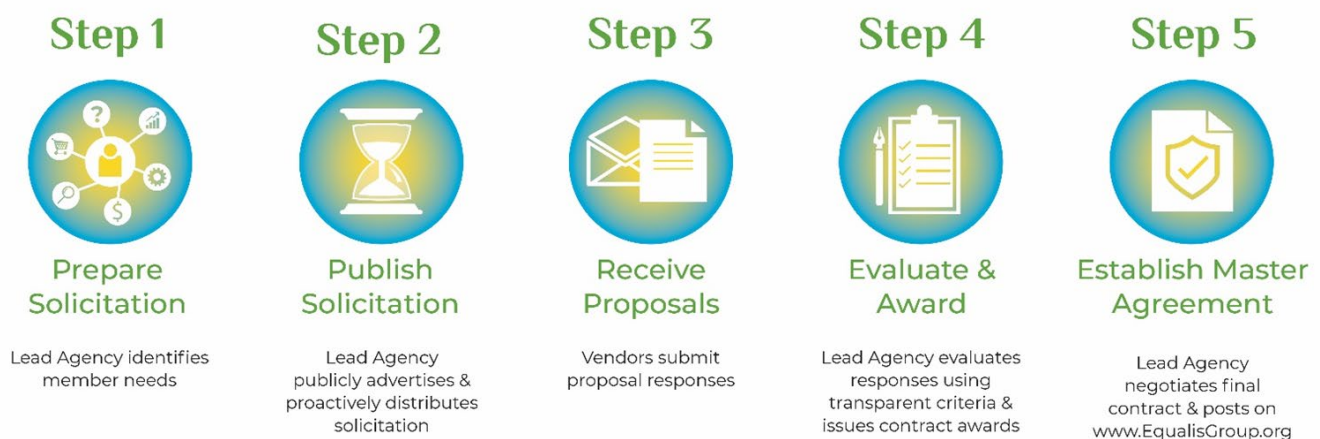 Step 1
Prepare
Solicitation
Lead Agency identifies
member needs
Step 2
Publish
Solicitation
Lead Agency
publicly advertises &
proactively distributes
solicitation
Step 3
Receive
Proposals
Vendors submit
proposal responses
Step 4
Evaluate &
Award
Lead Agency evaluates
responses using
transparent criteria &
issues contract awards
Step 5
Establish Master
Agreement
Lead Agency
negotiates final
contract & posts on
www.EqualisGroup.org